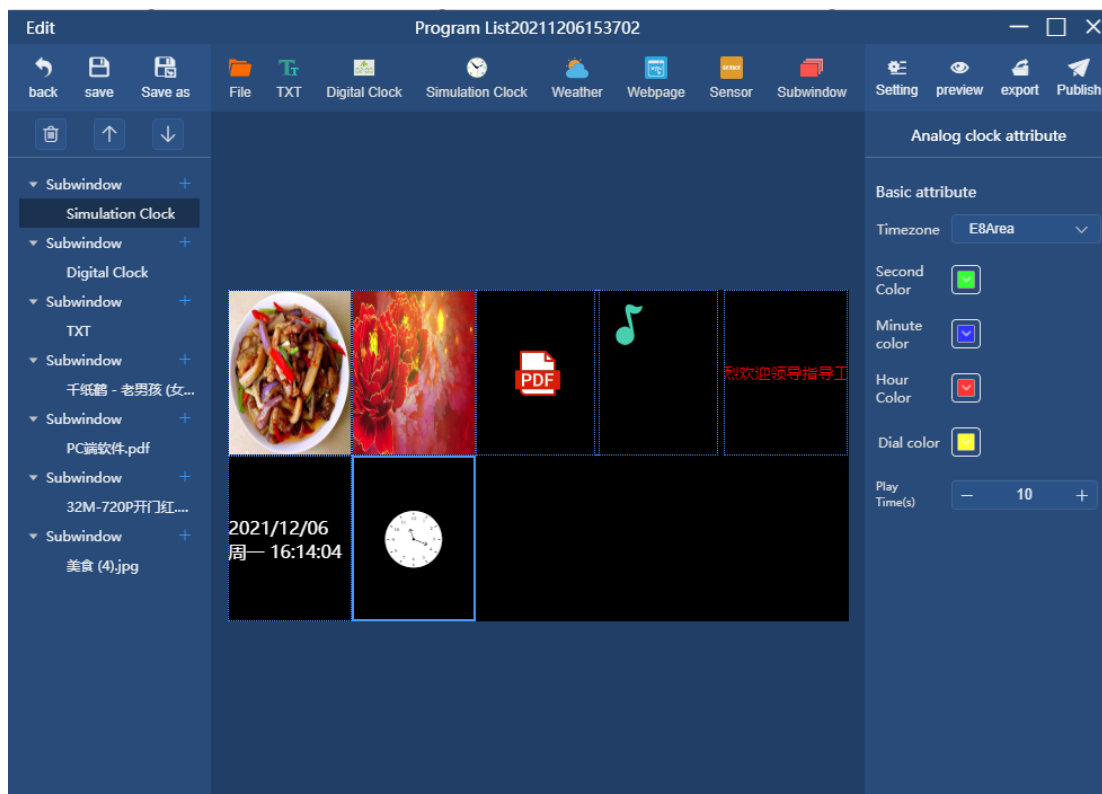 Edit
Program List20211206153702
back
save
Save as
File
TXT
Digital Clock
Simulation Clock
Weather
Webpage
Sensor
Subwindow
Setting
preview
export
Publish
Analog clock attribute
Subwindow
Simulation Clock
Subwindow
Digital Clock
Subwindow
TXT
Subwindow
千纸鹤 - 老男孩 (女...
Subwindow
PC端软件.pdf
Subwindow
32M-720P开门红....
Subwindow
美食 (4).jpg
PDF
烈欢迎领导指导工
2021/12/06
周一 16:14:04
Basic attribute
Timezone
E8Area
Second
Color
Minute
color
Hour
Color
Dial color
Play
Time(s)
10